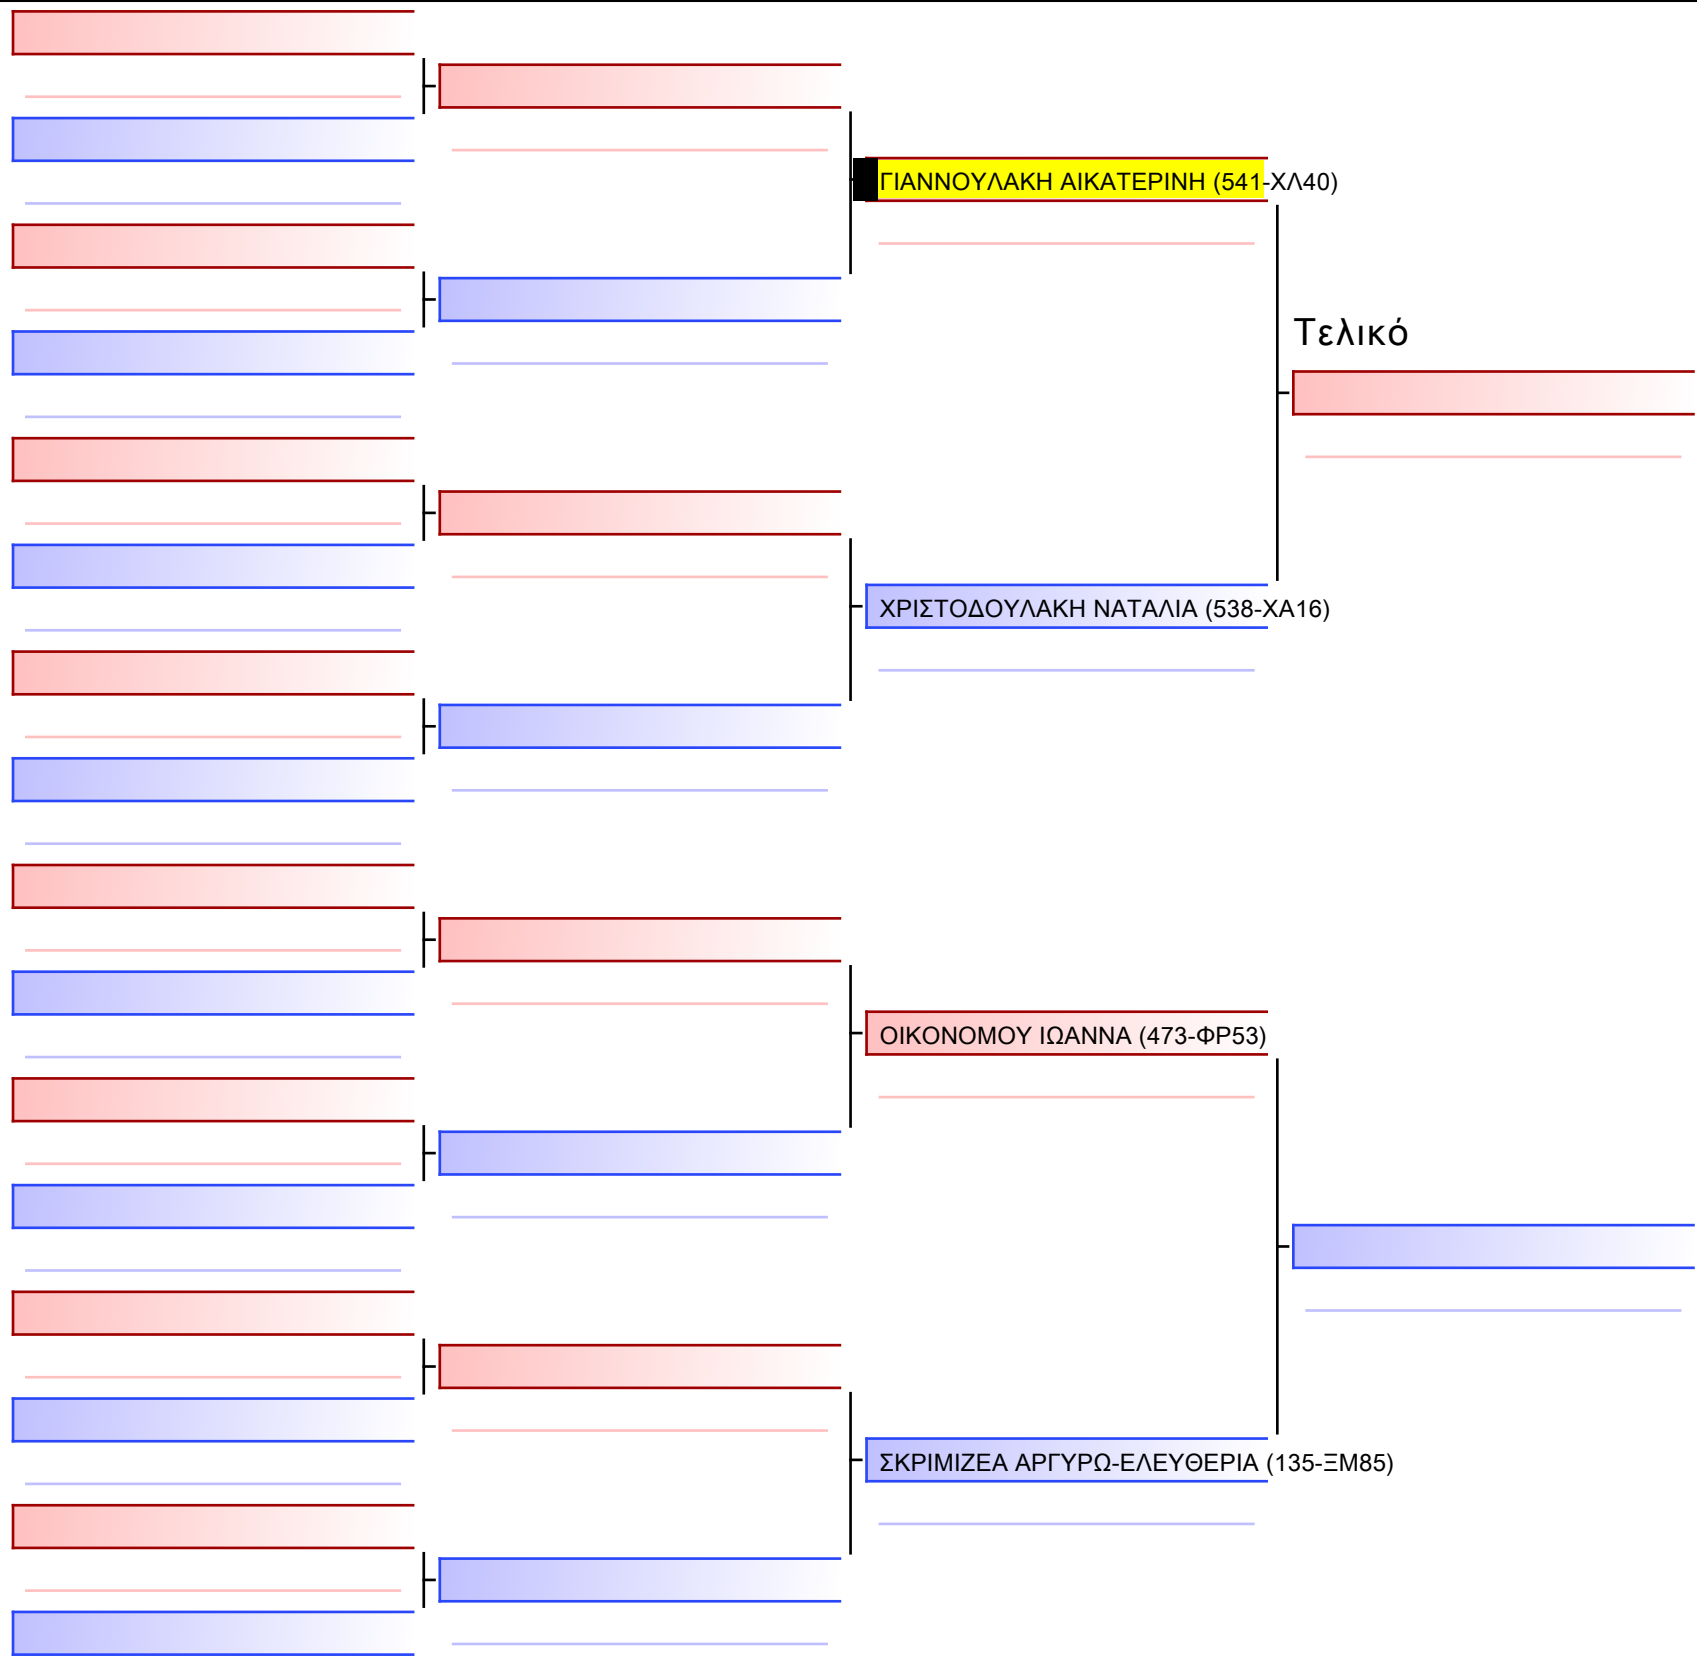 ΓΙΑΝΝΟΥΛΑΚΗ ΑΙΚΑΤΕΡΙΝΗ (541-ΧΛ40)
Τελικό
ΧΡΙΣΤΟΔΟΥΛΑΚΗ ΝΑΤΑΛΙΑ (538-ΧΑ16)
ΟΙΚΟΝΟΜΟΥ ΙΩΑΝΝΑ (473-ΦΡ53)
ΣΚΡΙΜΙΖΕΑ ΑΡΓΥΡΩ-ΕΛΕΥΘΕΡΙΑ (135-ΞΜ85)